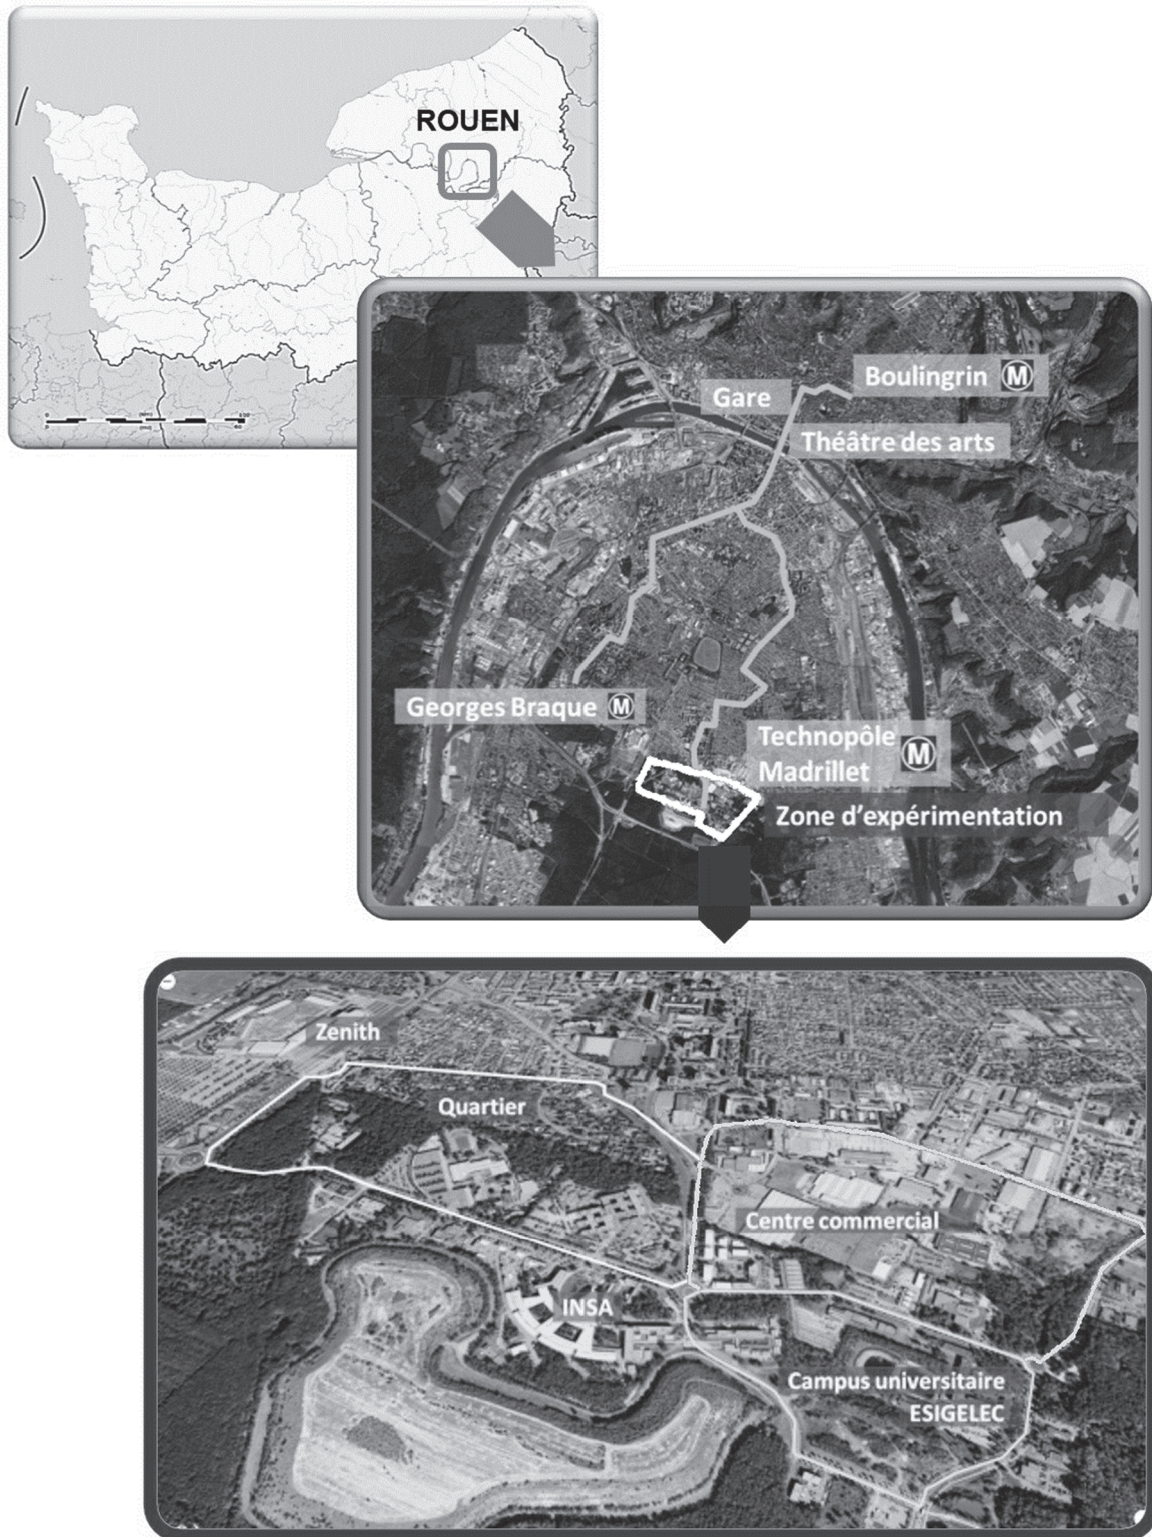 ROUEN
Boulingrin M
Gare
Théâtre des arts
Georges Braque M
Technopôle M
Madrillet
Zone d'expérimentation
Zenith
Quartier
Centre commercial
INSA
Campus universitaire
ESIGELEC